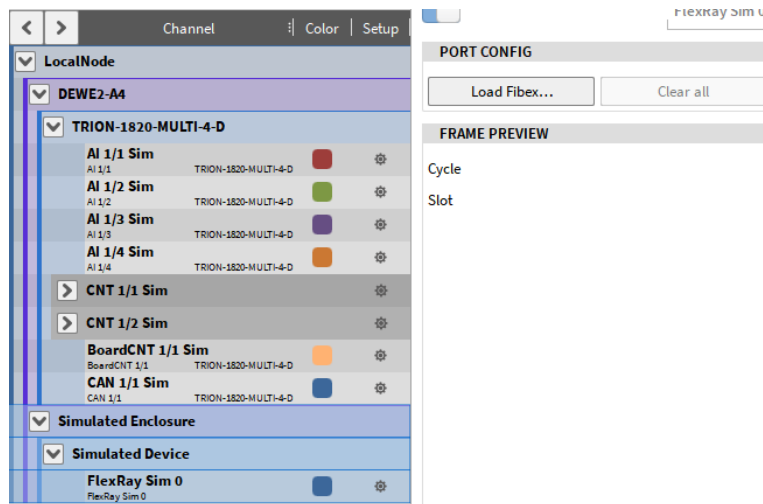 Channel Color Setup
LocalNode
DEWE2-A4
TRION-1820-MULTI-4-D
AI 1/1 Sim
AI 1/1 TRION-1820-MULTI-4-D
AI 1/2 Sim
AI 1/2 TRION-1820-MULTI-4-D
AI 1/3 Sim
AI 1/3 TRION-1820-MULTI-4-D
AI 1/4 Sim
AI 1/4 TRION-1820-MULTI-4-D
CNT 1/1 Sim
CNT 1/2 Sim
BoardCNT 1/1 Sim
BoardCNT 1/1 TRION-1820-MULTI-4-D
CAN 1/1 Sim
CAN 1/1 TRION-1820-MULTI-4-D
Simulated Enclosure
Simulated Device
FlexRay Sim 0
FlexRay Sim 0
FlexRay Sim 0
PORT CONFIG
Load Fibex... Clear all
FRAME PREVIEW
Cycle
Slot